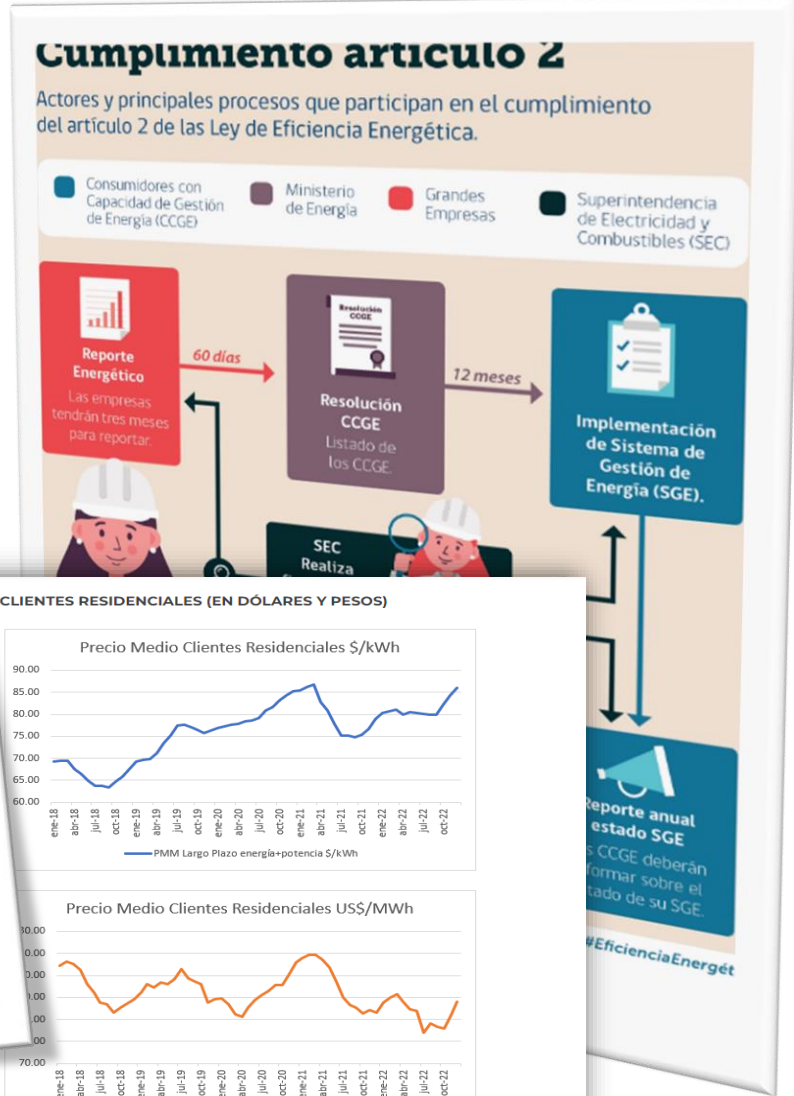 Cumplimiento artículo 2
Actores y principales procesos que participan en el cumplimiento
del artículo 2 de las Ley de Eficiencia Energética.
Consumidores con
Capacidad de Gestión
de Energía (CCGE)
Ministerio
de Energía
Grandes
Empresas
Superintendencia
de Electricidad y
Combustibles (SEC)
Reporte
Energético
Las empresas
tendrán tres meses
para reportar.
60 días
Resolución
CCGE
Resolución
CCGE
Listado de
los CCGE.
12 meses
Implementación
de Sistema de
Gestión de
Energía (SGE).
SEC
Realiza
Reporte anual
estado SGE
CCGE deberán
sobre el
de su SGE.
#EficienciaEnergét
CLIENTES RESIDENCIALES (EN DÓLARES Y PESOS)
Precio Medio Clientes Residenciales $/kWh
90.00
85.00
80.00
75.00
70.00
65.00
60.00
ene-18
abr-18
jul-18
oct-18
ene-19
abr-19
jul-19
oct-19
ene-20
abr-20
jul-20
oct-20
ene-21
abr-21
jul-21
oct-21
ene-22
abr-22
jul-22
oct-22
PMM Largo Plazo energía+potencia $/kWh
Precio Medio Clientes Residenciales US$/MWh
70.00
ene-18
abr-18
jul-18
oct-18
ene-19
abr-19
jul-19
oct-19
ene-20
abr-20
jul-20
oct-20
ene-21
abr-21
jul-21
oct-21
ene-22
abr-22
jul-22
oct-22